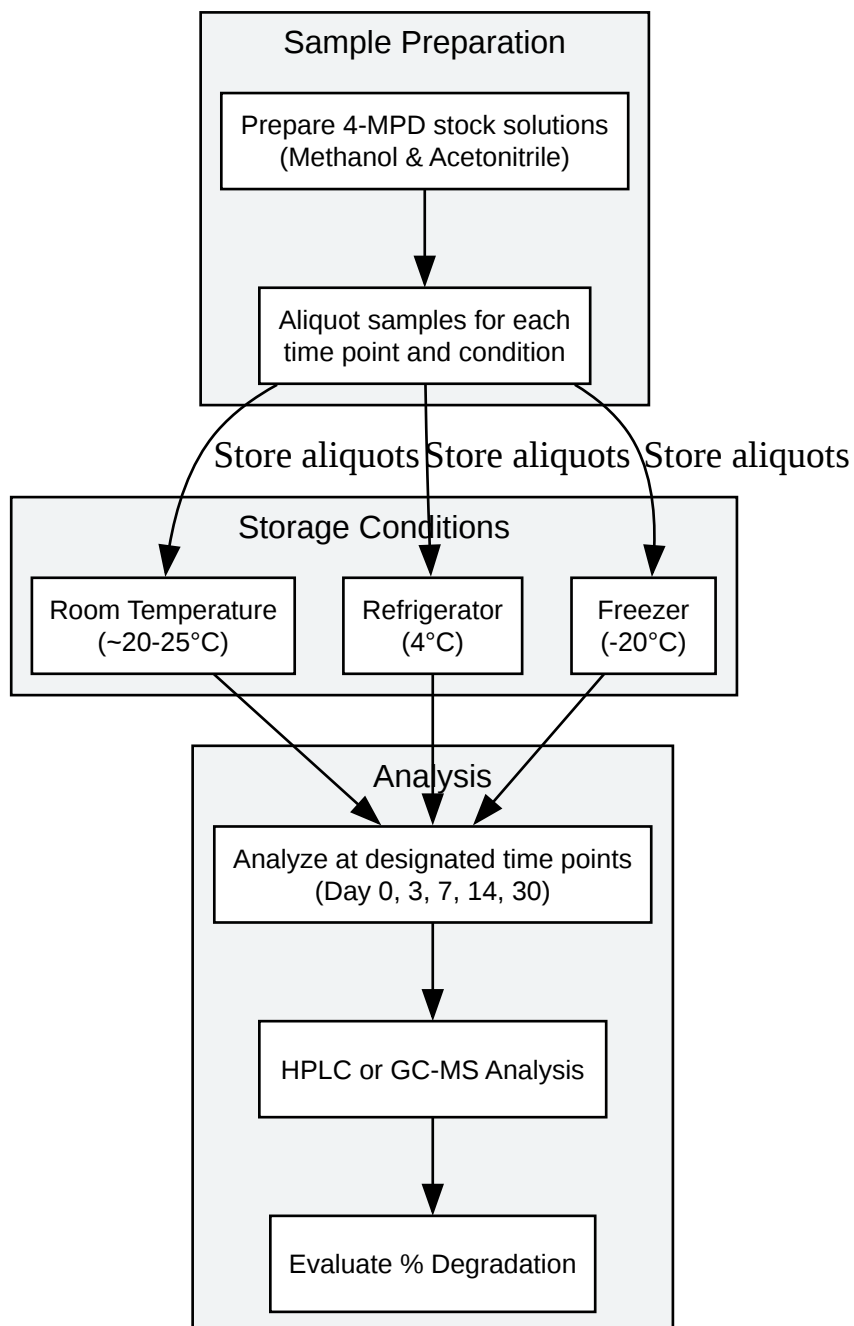 Sample Preparation
Prepare 4-MPD stock solutions
(Methanol & Acetonitrile)
Aliquot samples for each
time point and condition
Store aliquots
Store aliquots
Store aliquots
Storage Conditions
Room Temperature
(~20-25°C)
Refrigerator
(4°C)
Freezer
(-20°C)
Analysis
Analyze at designated time points
(Day 0, 3, 7, 14, 30)
HPLC or GC-MS Analysis
Evaluate % Degradation